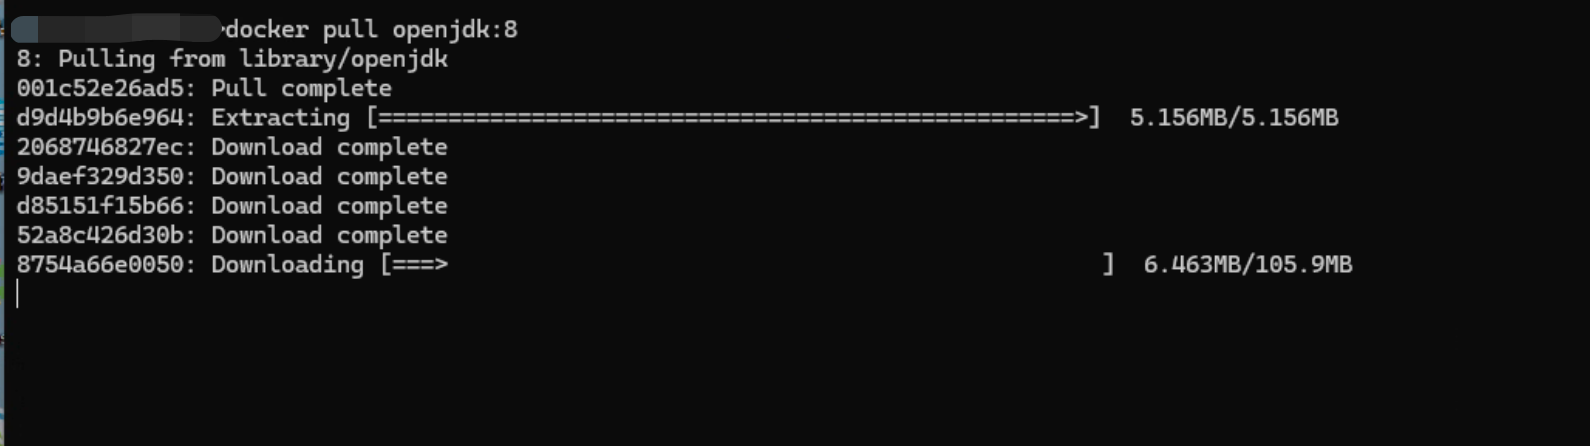 docker pull openjdk:8
8: Pulling from library/openjdk
001c52e26ad5: Pull complete
d9d4b9b6e964: Extracting [==================================================>]  5.156MB/5.156MB
2068746827ec: Download complete
9daef329d350: Download complete
d85151f15b66: Download complete
52a8c426d30b: Download complete
8754a66e0050: Downloading [===>                                               ]  6.463MB/105.9MB